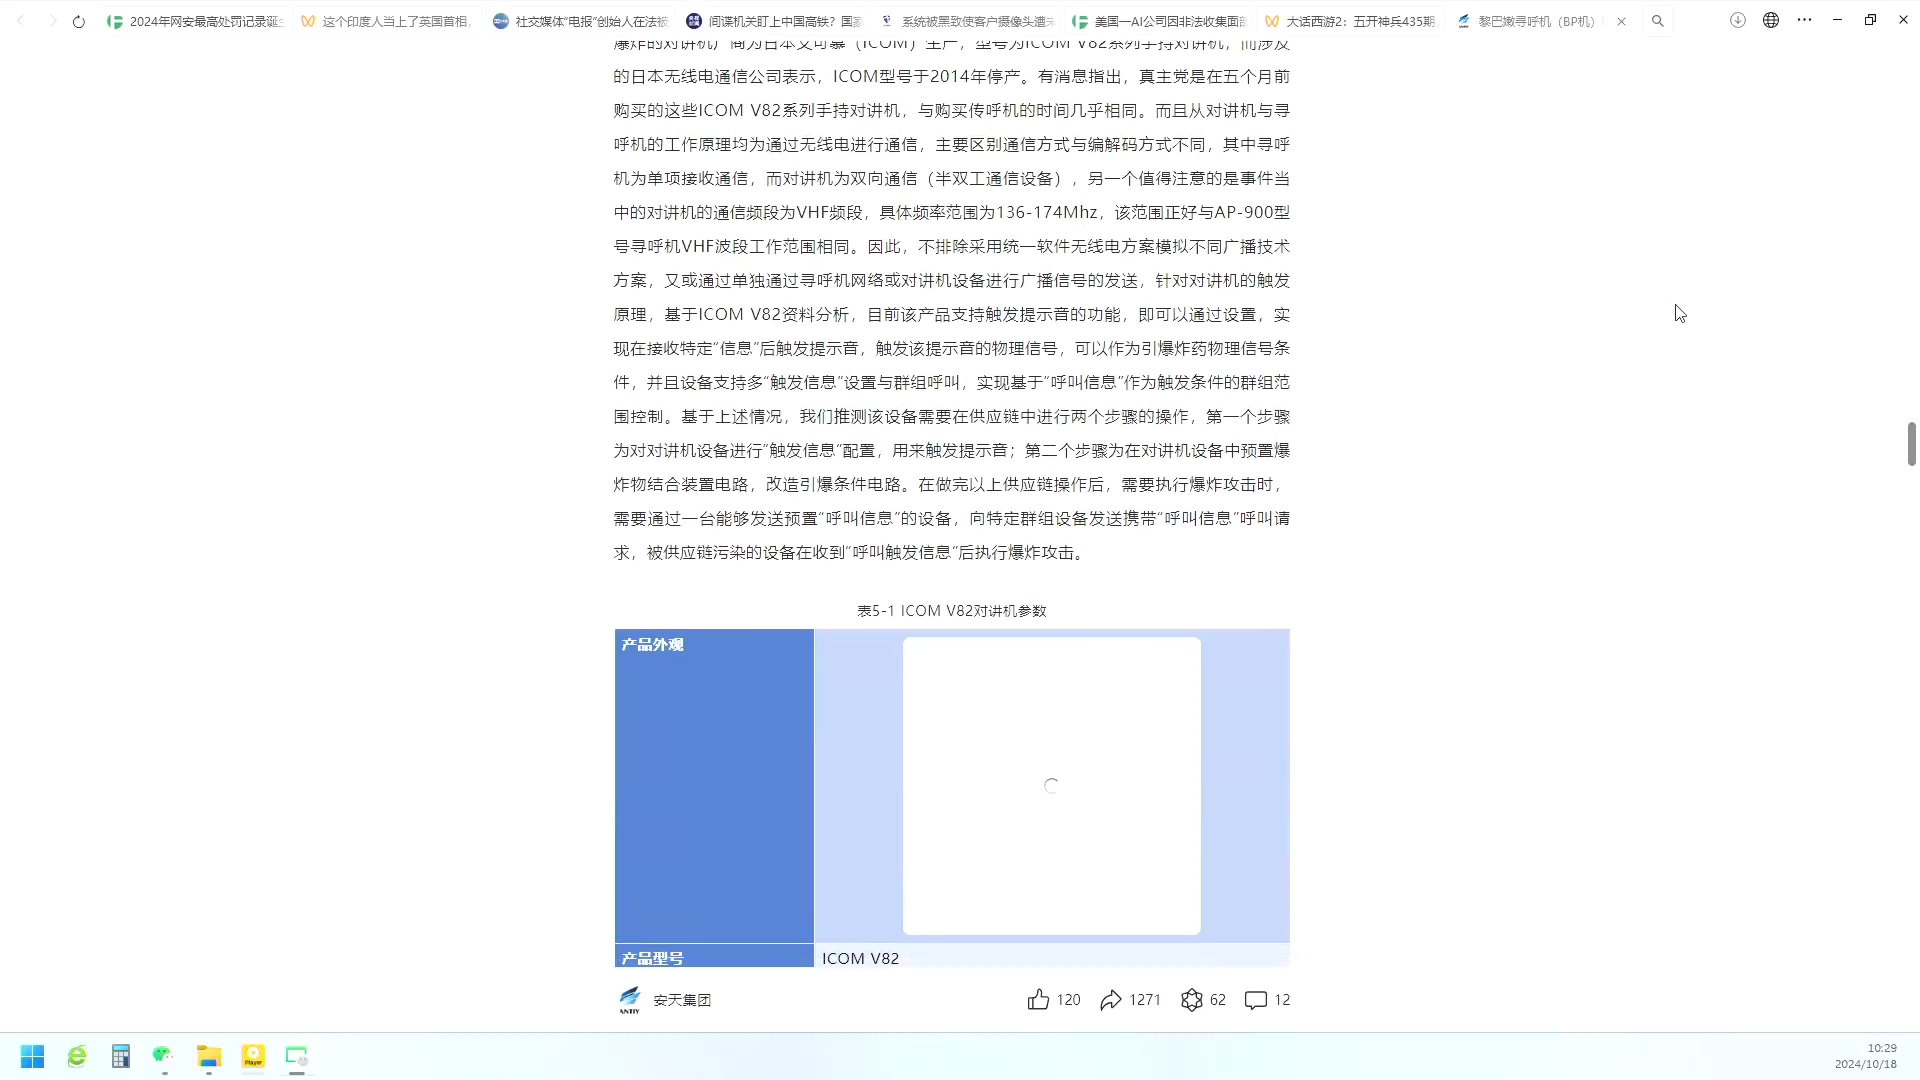 2024年网安最高处罚记录诞生
这个印度人当上了英国首相,
社交媒体“电报”创始人在法被
间谍机关盯上中国高铁？国家
系统被黑致使客户摄像头遭
美国一AI公司因非法收集面部
大话西游2：五开神兵435期
黎巴嫩寻呼机（BP机）
爆炸的对讲机厂商为日本艾可慕（ICOM）生产，型号为ICOM V82系列手持对讲机，而涉及
的日本无线电通信公司表示，ICOM型号于2014年停产。有消息指出，真主党是在五个月前
购买的这些ICOM V82系列手持对讲机，与购买传呼机的时间几乎相同。而且从对讲机与寻
呼机的工作原理均为通过无线电进行通信，主要区别通信方式与编解码方式不同，其中寻呼
机为单项接收通信，而对讲机为双向通信（半双工通信设备），另一个值得注意的是事件当
中的对讲机的通信频段为VHF频段，具体频率范围为136-174Mhz，该范围正好与AP-900型
号寻呼机VHF波段工作范围相同。因此，不排除采用统一软件无线电方案模拟不同广播技术
方案，又或通过单独通过寻呼机网络或对讲机设备进行广播信号的发送，针对对讲机的触发
原理，基于ICOM V82资料分析，目前该产品支持触发提示音的功能，即可以通过设置，实
现在接收特定“信息”后触发提示音，触发该提示音的物理信号，可以作为引爆炸药物理信号条
件，并且设备支持多“触发信息”设置与群组呼叫，实现基于“呼叫信息”作为触发条件的群组范
围控制。基于上述情况，我们推测该设备需要在供应链中进行两个步骤的操作，第一个步骤
为对对讲机设备进行“触发信息”配置，用来触发提示音；第二个步骤为在对讲机设备中预置爆
炸物结合装置电路，改造引爆条件电路。在做完以上供应链操作后，需要执行爆炸攻击时，
需要通过一台能够发送预置“呼叫信息”的设备，向特定群组设备发送携带“呼叫信息”呼叫请
求，被供应链污染的设备在收到“呼叫触发信息”后执行爆炸攻击。
表5-1 ICOM V82对讲机参数
产品外观
产品型号 ICOM V82
ANTIY 安天集团 120 1271 62 12
Player
10:29
2024/10/18